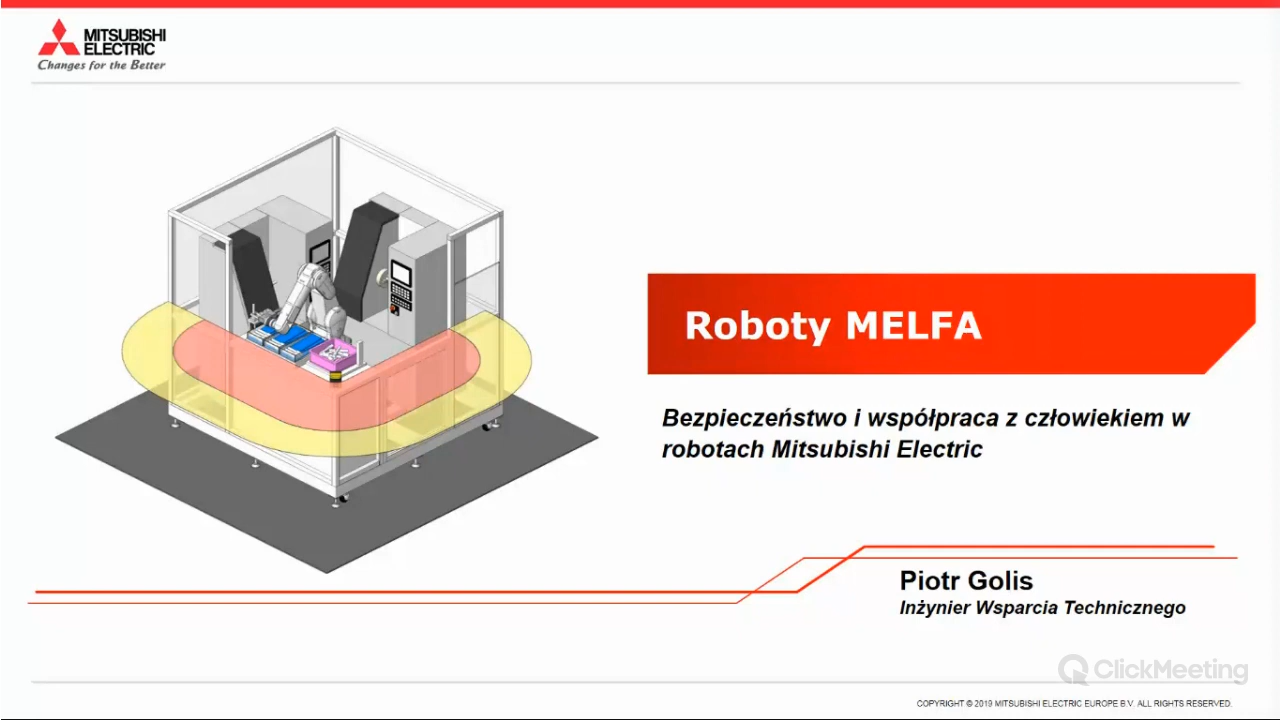 MITSUBISHI
ELECTRIC
Changes for the Better
Roboty MELFA
Bezpieczeństwo i współpraca z człowiekiem w
robotach Mitsubishi Electric
Piotr Golis
Inżynier Wsparcia Technicznego
ClickMeeting
COPYRIGHT © 2019 MITSUBISHI ELECTRIC EUROPE B.V. ALL RIGHTS RESERVED.